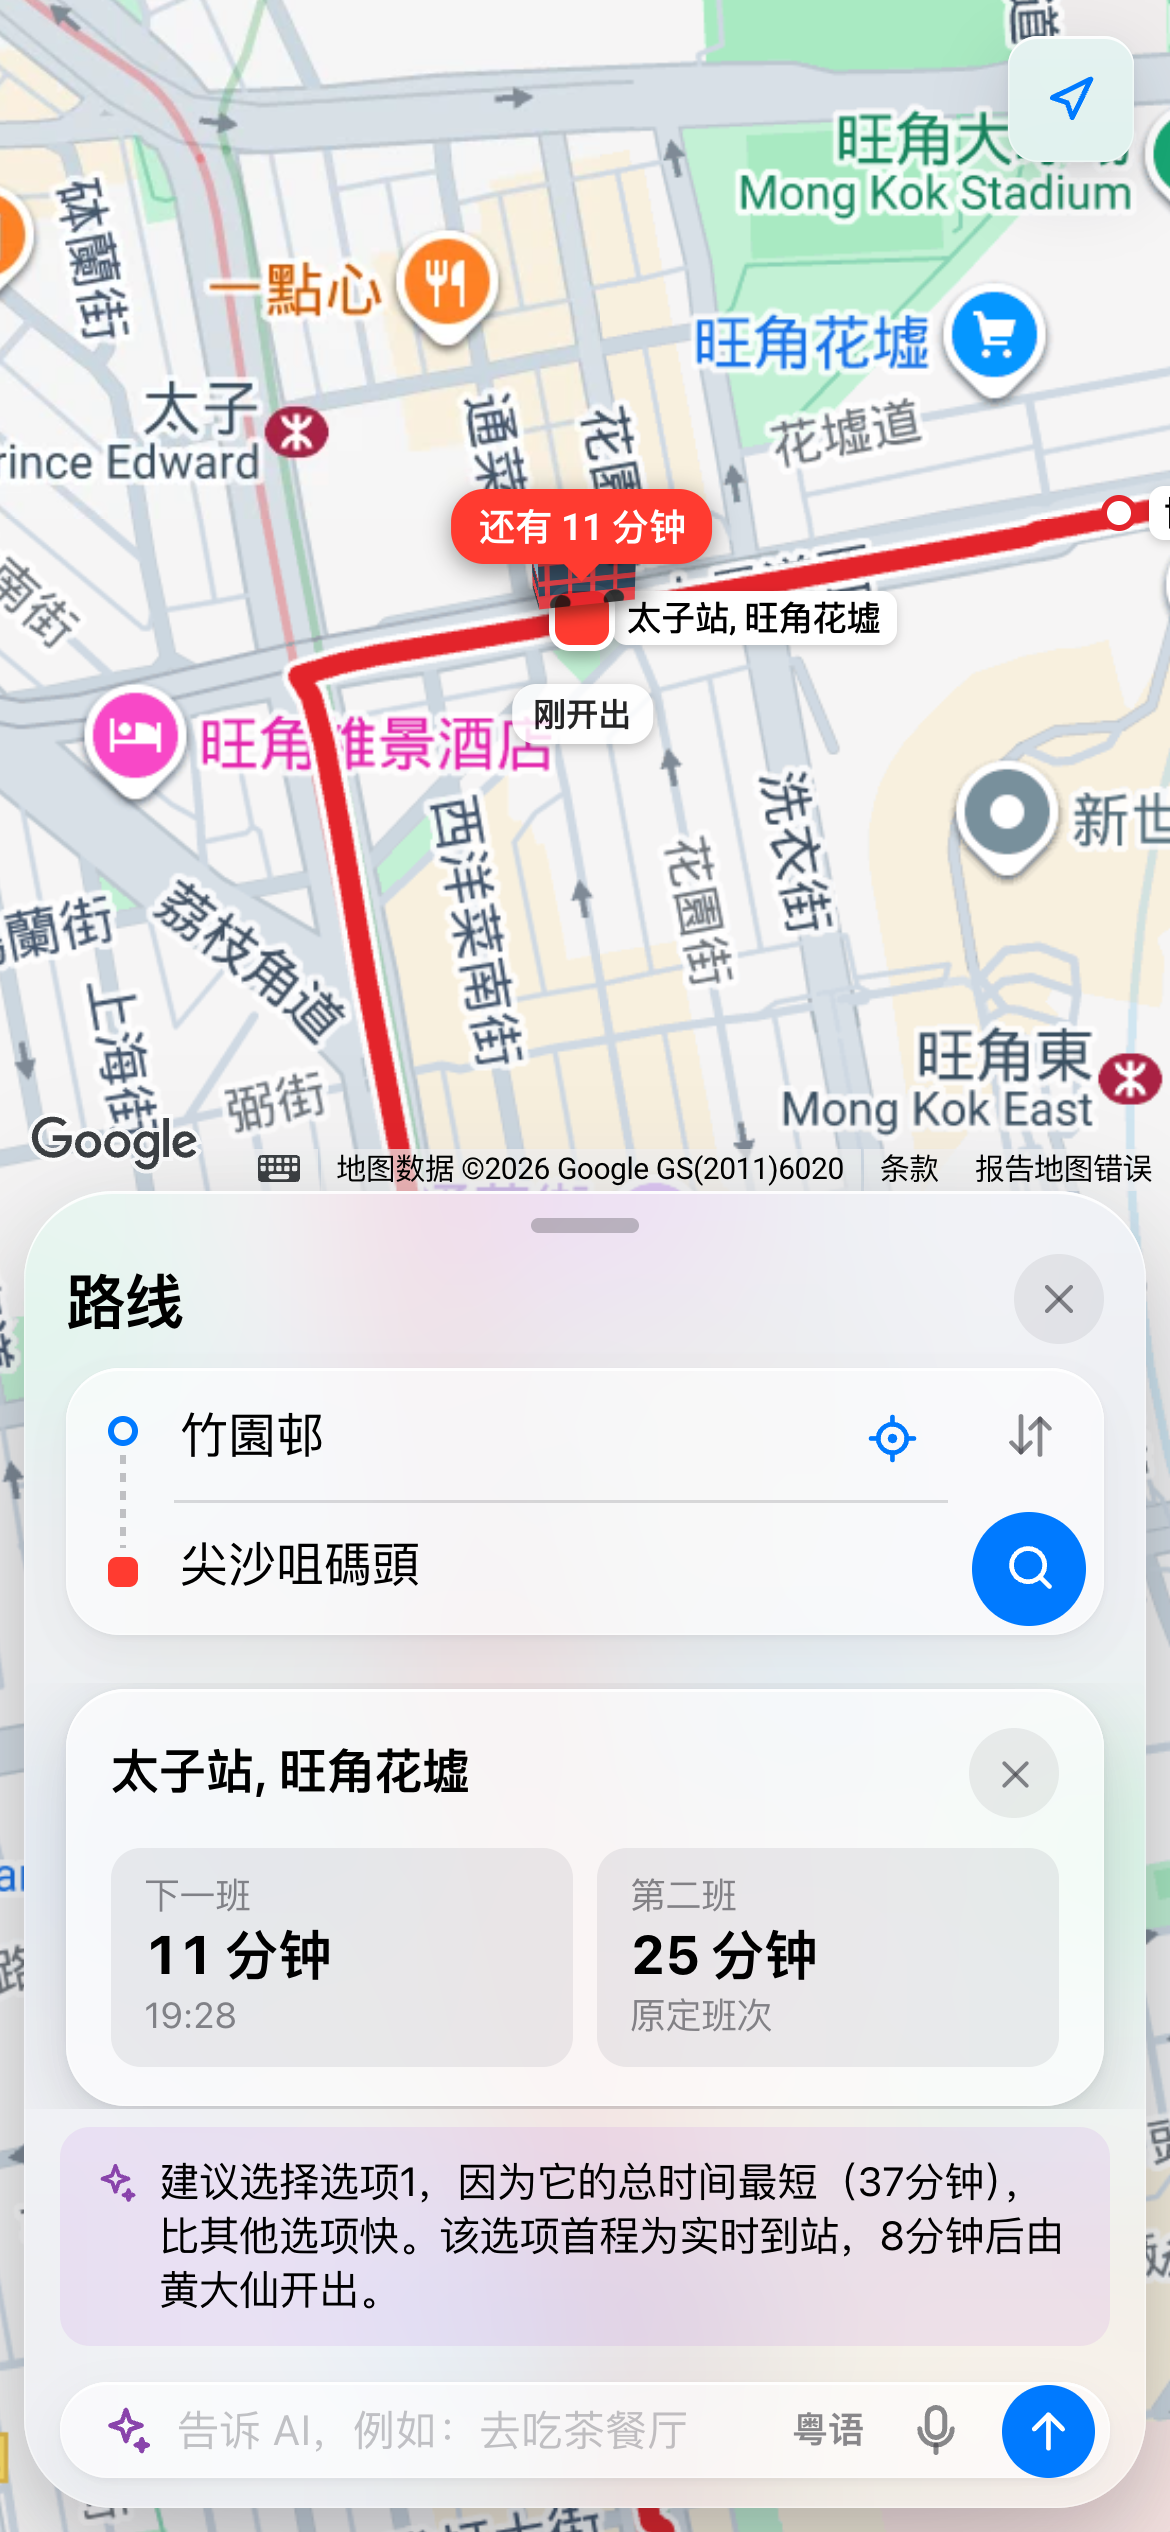 道
旺角大
Mong Kok Stadium
砵蘭街
一點心
旺角花墟
太子
rince Edward
通菜
花園
花墟道
南街
还有 11 分钟
太子站, 旺角花墟
刚开出
旺角維景酒店
新世
西洋菜南街
花園街
洗衣街
蘭街
荔枝角道
上海街
弼街
旺角東
Mong Kok East
Google
地图数据 ©2026 Google GS(2011)6020
条款
报告地图错误
路线
竹園邨
尖沙咀碼頭
太子站, 旺角花墟
下一班
11 分钟
19:28
第二班
25 分钟
原定班次
建议选择选项1，因为它的总时间最短（37分钟），
比其他选项快。该选项首程为实时到站，8分钟后由
黄大仙开出。
告诉 AI，例如：去吃茶餐厅
粤语